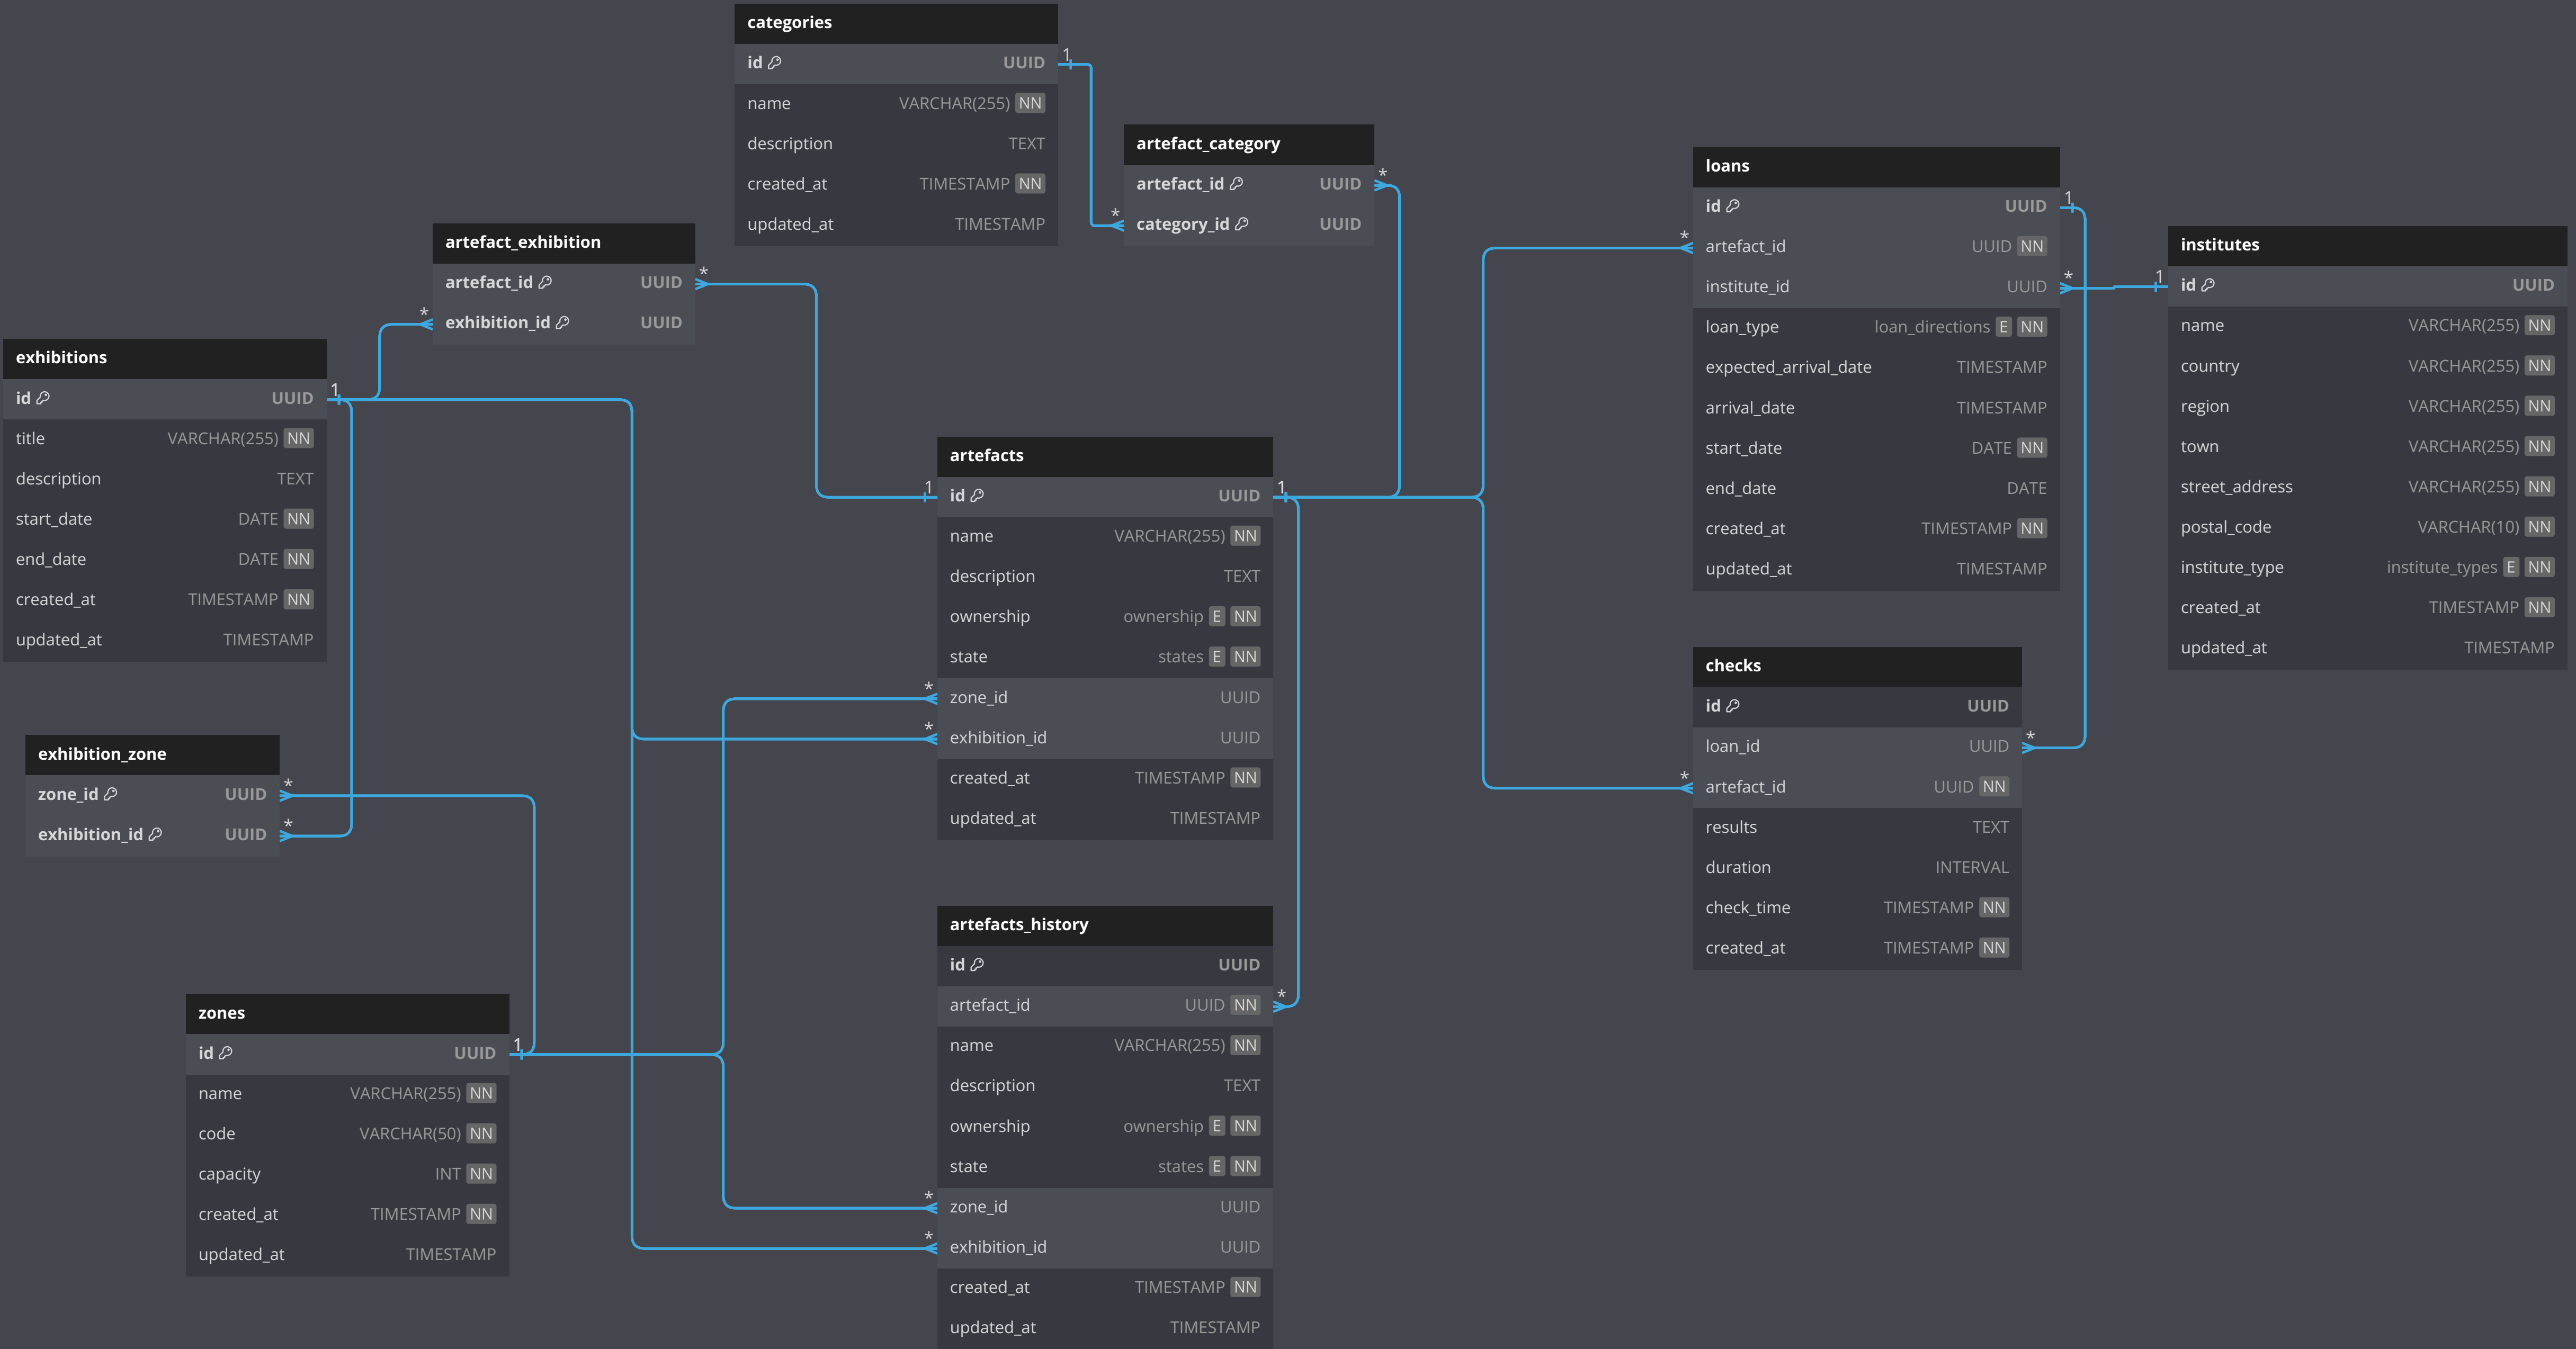 categories
id UUID
name VARCHAR(255) NN
description TEXT
created_at TIMESTAMP NN
updated_at TIMESTAMP
1
*
artefact_category
artefact_id UUID
category_id UUID
*
artefact_exhibition
artefact_id UUID
exhibition_id UUID
*
*
exhibitions
id UUID
title VARCHAR(255) NN
description TEXT
start_date DATE NN
end_date DATE NN
created_at TIMESTAMP NN
updated_at TIMESTAMP
1
exhibition_zone
zone_id UUID
exhibition_id UUID
*
*
zones
id UUID
name VARCHAR(255) NN
code VARCHAR(50) NN
capacity INT NN
created_at TIMESTAMP NN
updated_at TIMESTAMP
1
artefacts
1
id UUID
1
name VARCHAR(255) NN
description TEXT
ownership ownership E NN
state states E NN
*
zone_id UUID
*
exhibition_id UUID
created_at TIMESTAMP NN
updated_at TIMESTAMP
artefacts_history
id UUID
artefact_id UUID NN
*
name VARCHAR(255) NN
description TEXT
ownership ownership E NN
state states E NN
*
zone_id UUID
*
exhibition_id UUID
created_at TIMESTAMP NN
updated_at TIMESTAMP
loans
id UUID
1
*
artefact_id UUID NN
institute_id UUID
*
loan_type loan_directions E NN
expected_arrival_date TIMESTAMP
arrival_date TIMESTAMP
start_date DATE NN
end_date DATE
created_at TIMESTAMP NN
updated_at TIMESTAMP
checks
id UUID
loan_id UUID
*
*
artefact_id UUID NN
results TEXT
duration INTERVAL
check_time TIMESTAMP NN
created_at TIMESTAMP NN
institutes
1
id UUID
name VARCHAR(255) NN
country VARCHAR(255) NN
region VARCHAR(255) NN
town VARCHAR(255) NN
street_address VARCHAR(255) NN
postal_code VARCHAR(10) NN
institute_type institute_types E NN
created_at TIMESTAMP NN
updated_at TIMESTAMP